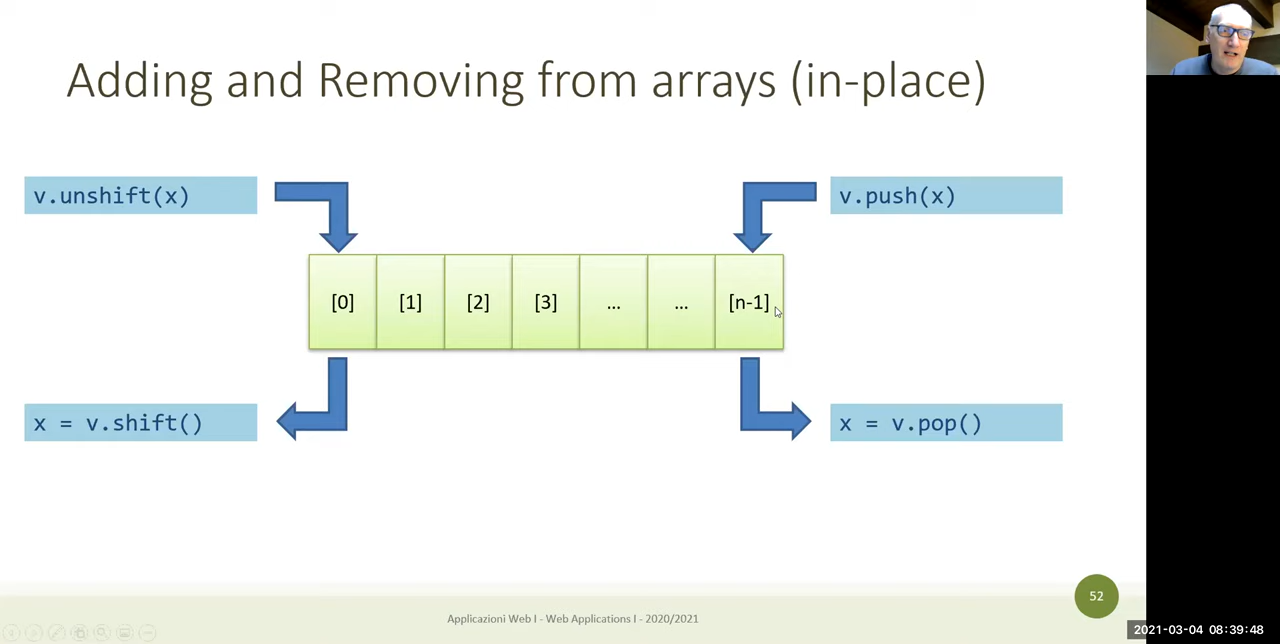 Adding and Removing from arrays (in-place)
v.unshift(x)
v.push(x)
[0] [1] [2] [3] ... ... [n-1]
x = v.shift()
x = v.pop()
52
Applicazioni Web I - Web Applications I - 2020/2021
2021-03-04 08:39:48